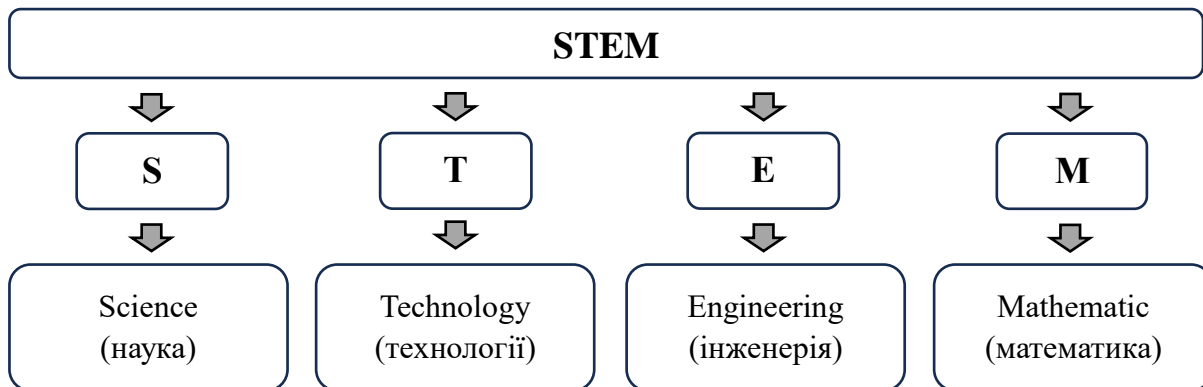 STEM
S
T
E
M
Science
(наука)
Technology
(технології)
Engineering
(інженерія)
Mathematic
(математика)